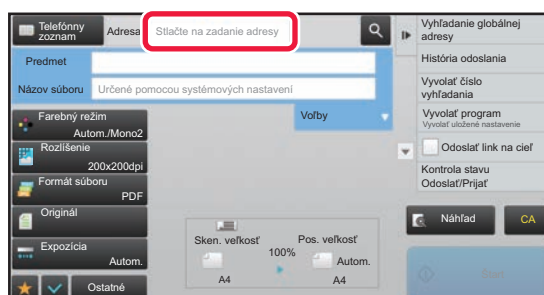 Telefónny zoznam
Adresa
Stlačte na zadanie adresy
Predmet
Názov súboru
Určené pomocou systémových nastavení
Farebný režim
Autom./Mono2
Rozlíšenie
200x200dpi
Formát súboru
PDF
Originál
Expozícia
Autom.
Ostatné
Voľby
Sken. veľkosť
A4
100%
Pos. veľkosť
Autom.
A4
Vyhľadanie globálnej
adresy
História odoslania
Vyvolať číslo
vyhľadania
Vyvolať program
Vyvolať uložené nastavenie
Odoslať link na cieľ
Kontrola stavu
Odoslať/Prijať
Náhľad
CA
Štart